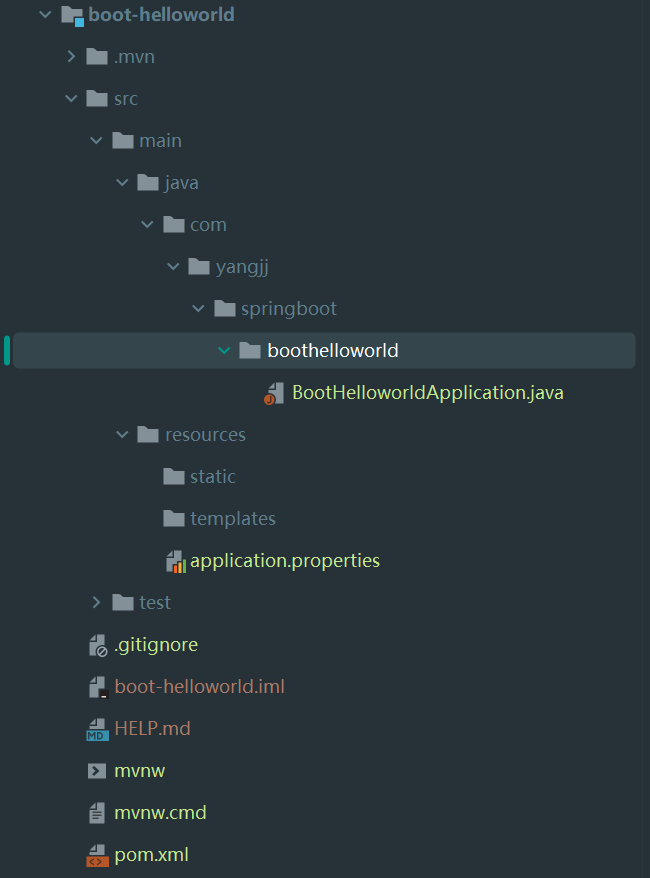 boot-helloworld
.mvn
src
main
java
com
yangjj
springboot
boothelloworld
BootHelloworldApplication.java
resources
static
templates
application.properties
test
.gitignore
boot-helloworld.iml
HELP.md
mvnw
mvnw.cmd
pom.xml